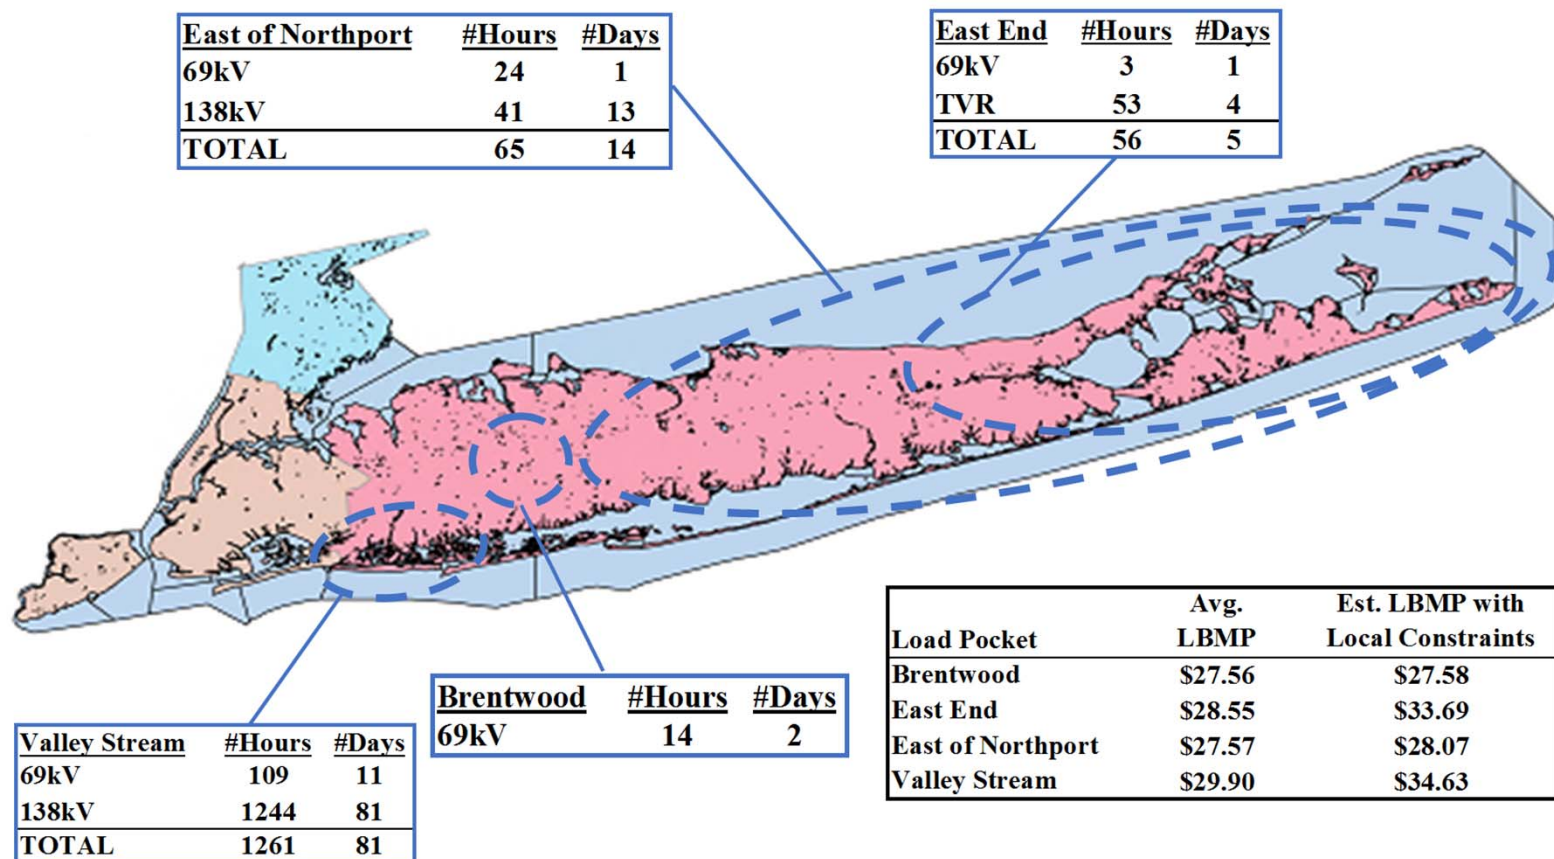 East of Northport #Hours #Days
69kV 24 1
138kV 41 13
TOTAL 65 14
East End #Hours #Days
69kV 3 1
TVR 53 4
TOTAL 56 5
Brentwood #Hours #Days
69kV 14 2
Valley Stream #Hours #Days
69kV 109 11
138kV 1244 81
TOTAL 1261 81
Avg. Est. LBMP with
Load Pocket LBMP Local Constraints
Brentwood $27.56 $27.58
East End $28.55 $33.69
East of Northport $27.57 $28.07
Valley Stream $29.90 $34.63